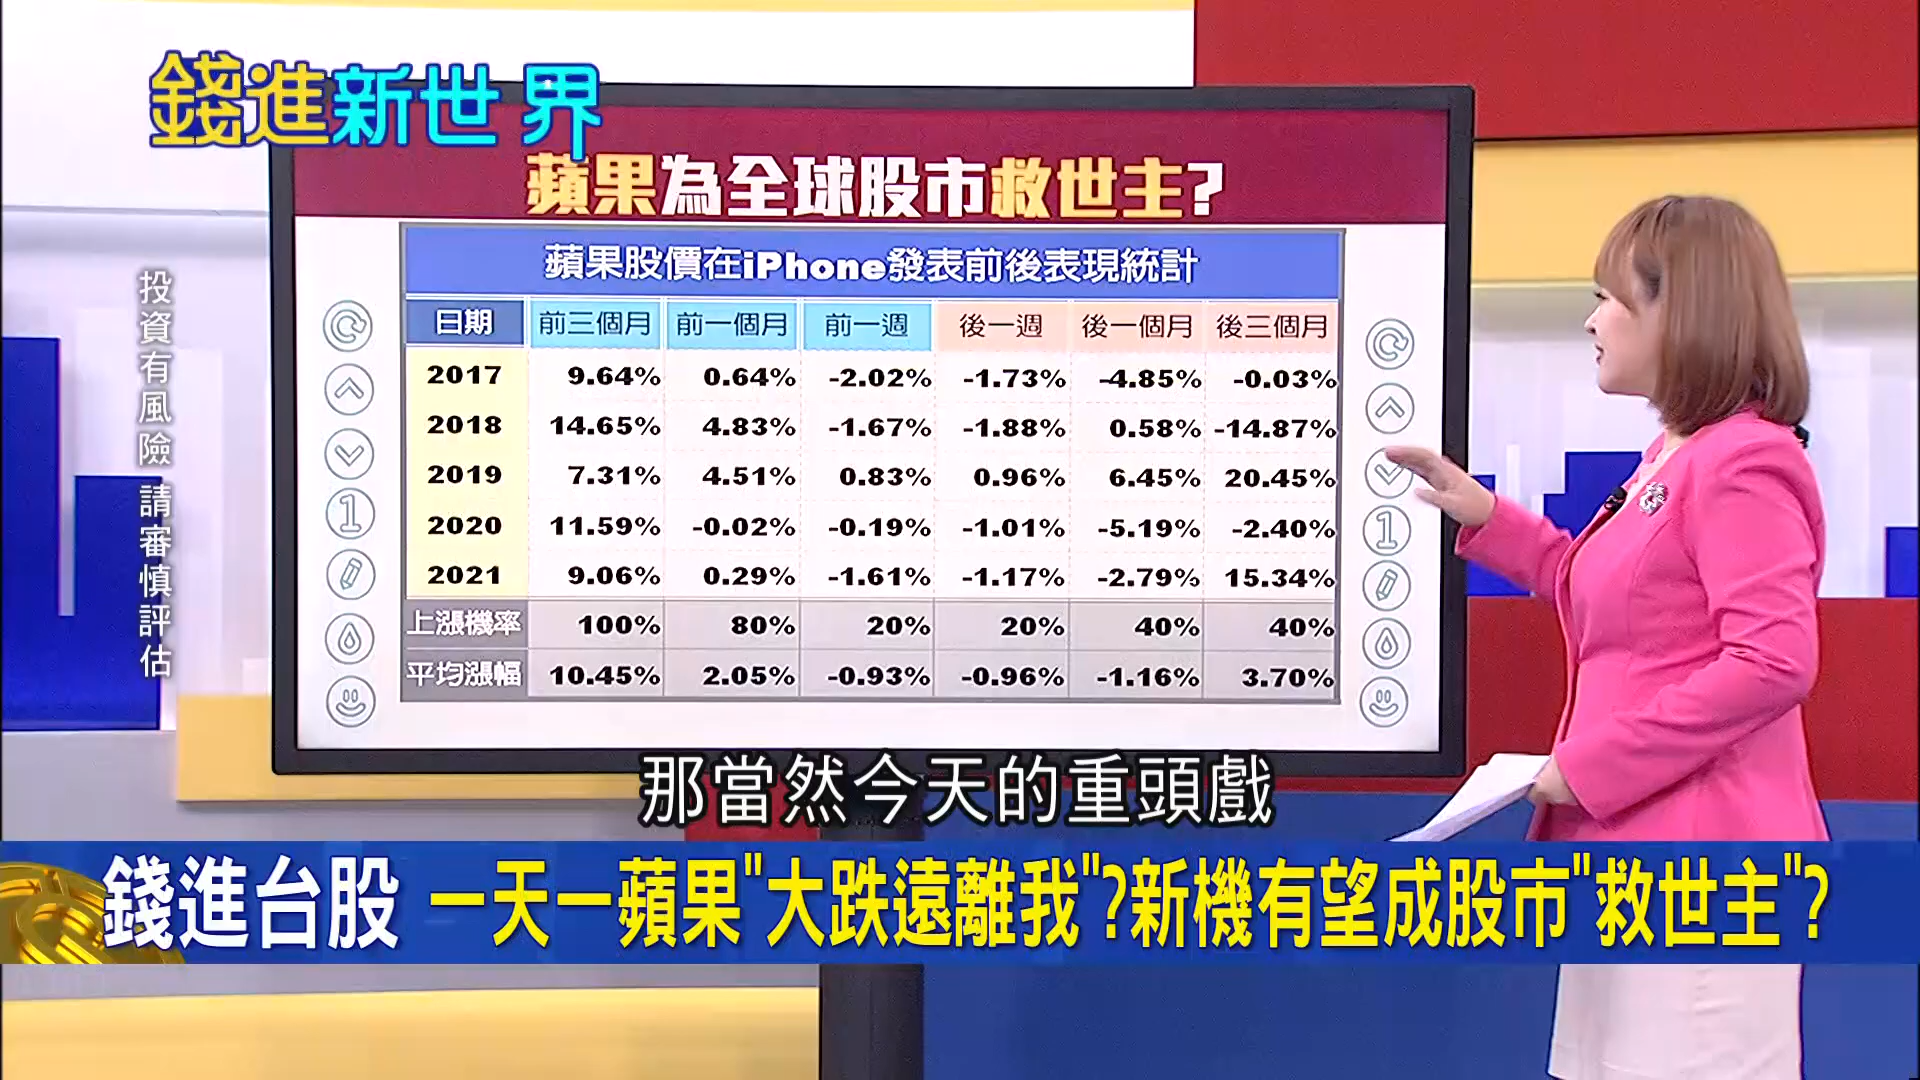 錢進新世界
蘋果為全球股市救世主?
蘋果股價在iPhone發表前後表現統計
日期 前三個月 前一個月 前一週 後一週 後一個月 後三個月
2017 9.64% 0.64% -2.02% -1.73% -4.85% -0.03%
2018 14.65% 4.83% -1.67% -1.88% 0.58% -14.87%
2019 7.31% 4.51% 0.83% 0.96% 6.45% 20.45%
2020 11.59% -0.02% -0.19% -1.01% -5.19% -2.40%
2021 9.06% 0.29% -1.61% -1.17% -2.79% 15.34%
上漲機率 100% 80% 20% 20% 40% 40%
平均漲幅 10.45% 2.05% -0.93% -0.96% -1.16% 3.70%
1
1
投資有風險 請審慎評估
那當然今天的重頭戲
錢進台股 一天一蘋果"大跌遠離我"?新機有望成股市"救世主"?